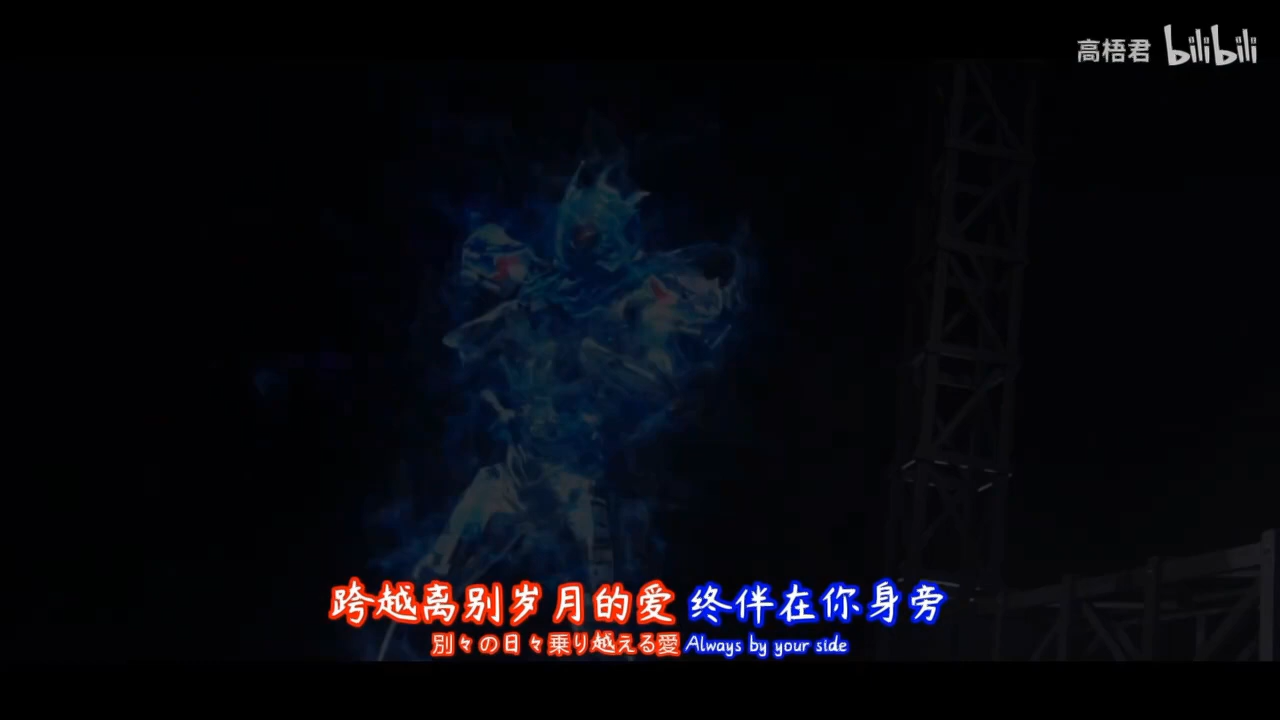 高梧君 bilibili
跨越离别岁月的爱 终伴在你身旁
別々の日々乗り越える愛 Always by your side